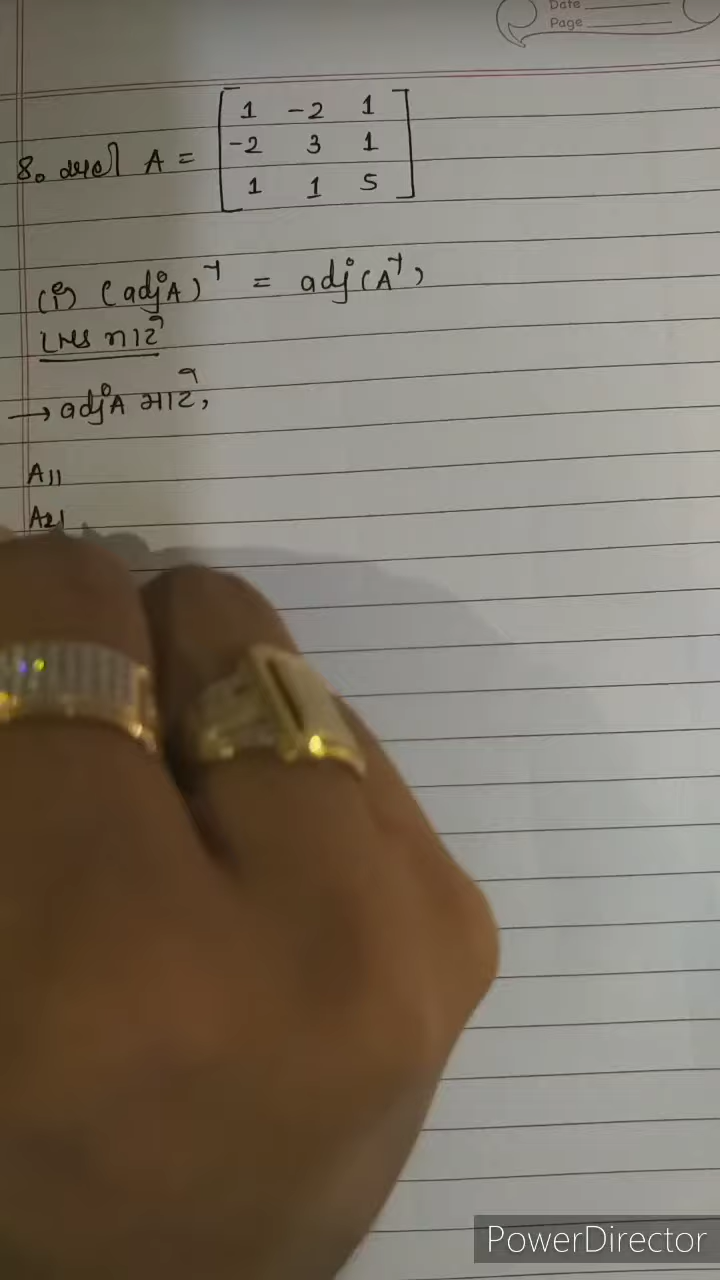 Date
Page
1 -2 1
8. A = -2 3 1
1 1 5
(i) (adjA)⁻¹ = adj(A⁻¹)
LHS માટે
→ adjA માટે,
A11
A21
PowerDirector